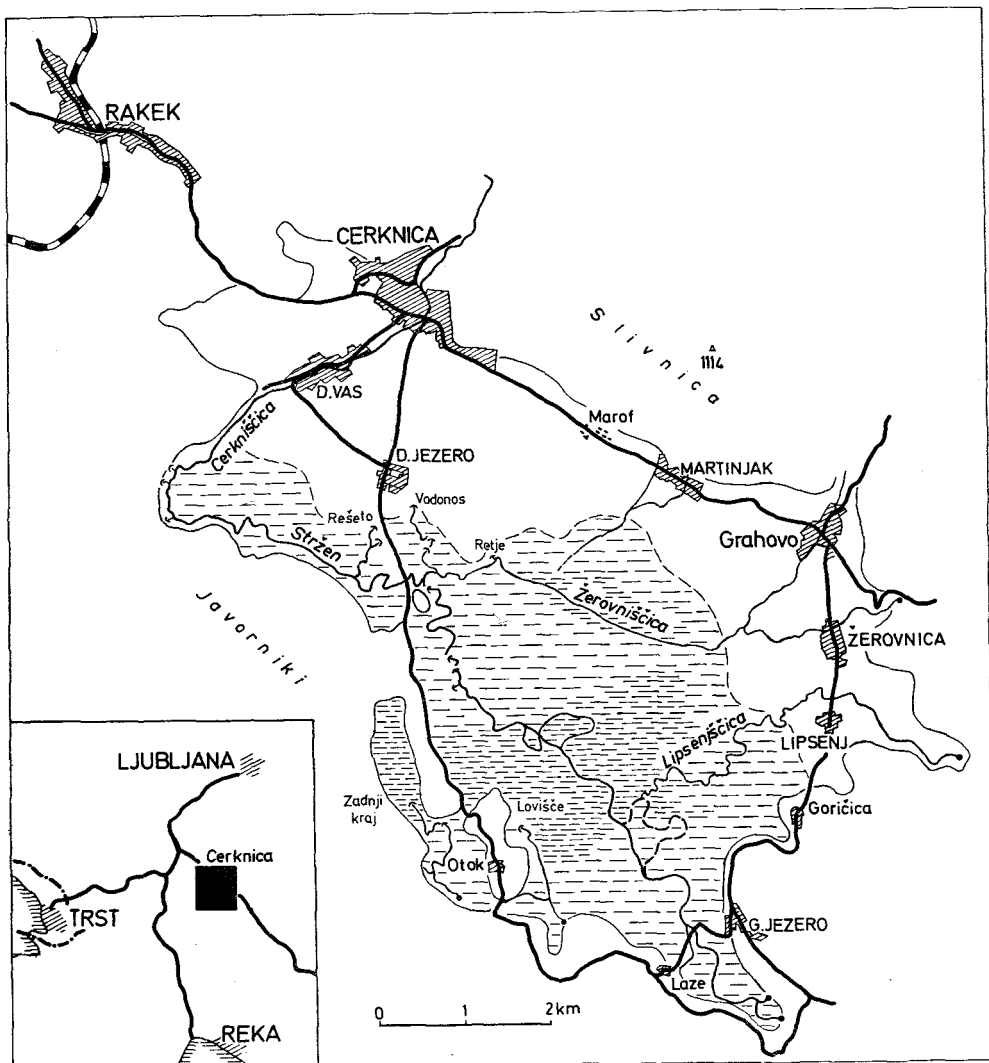 RAKEK
CERKNICA
Slivnica
1114
D.VAS
Marof
Cerkniščica
D.JEZERO
MARTINJAK
Vodonos
Rešeto
Stržen
Retje
Grahovo
Javorniki
Žerovniščica
ŽEROVNICA
Lipsenjščica
LIPSENJ
LJUBLJANA
Zadnji
kraj
Lovišče
Goričica
Cerknica
Otok
TRST
G.JEZERO
Laze
0 1 2km
REKA